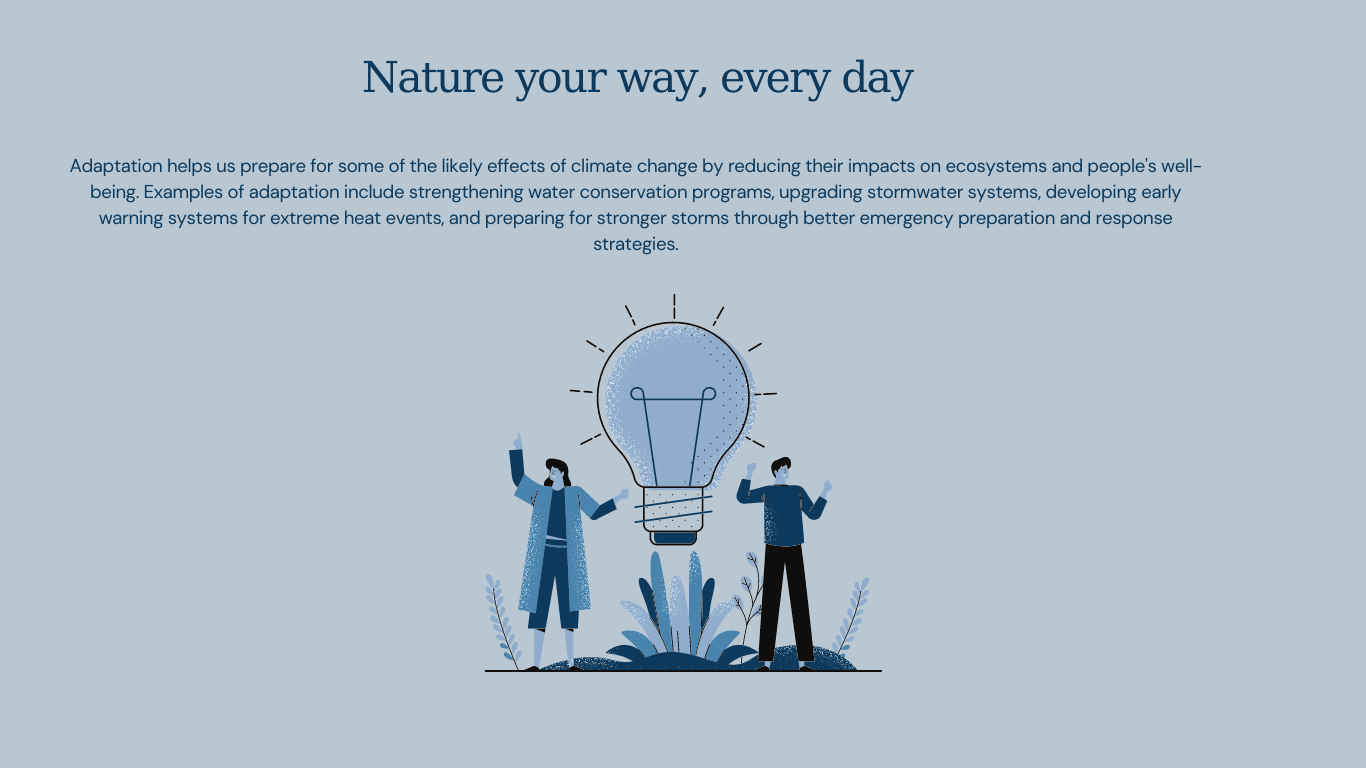 Nature your way, every day
Adaptation helps us prepare for some of the likely effects of climate change by reducing their impacts on ecosystems and people's well-
being. Examples of adaptation include strengthening water conservation programs, upgrading stormwater systems, developing early
warning systems for extreme heat events, and preparing for stronger storms through better emergency preparation and response
strategies.